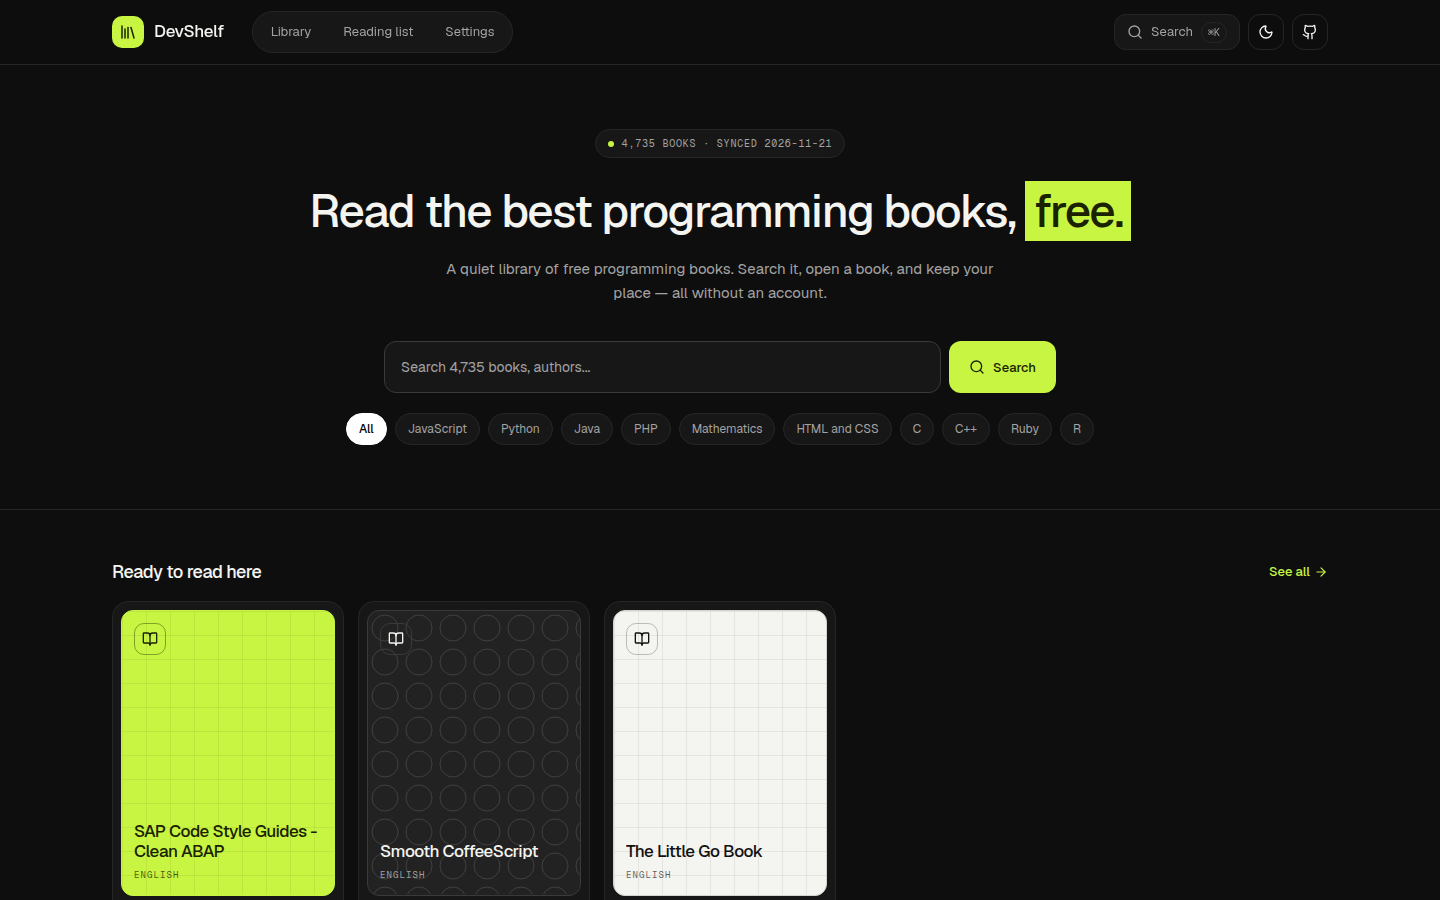 DevShelf
Library
Reading list
Settings
Search ⌘K
4,735 BOOKS · SYNCED 2026-11-21
Read the best programming books, free.
A quiet library of free programming books. Search it, open a book, and keep your
place — all without an account.
Search 4,735 books, authors...
Search
All
JavaScript
Python
Java
PHP
Mathematics
HTML and CSS
C
C++
Ruby
R
Ready to read here
See all →
SAP Code Style Guides -
Clean ABAP
ENGLISH
Smooth CoffeeScript
ENGLISH
The Little Go Book
ENGLISH